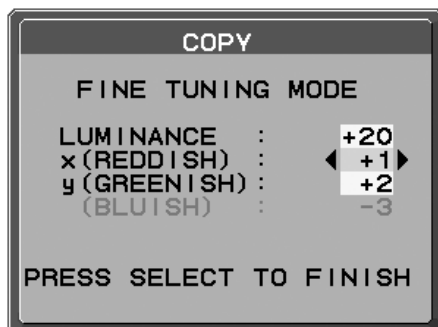 COPY
FINE TUNING MODE
LUMINANCE : +20
x(REDDISH) : +1
y(GREENISH) : +2
(BLUISH) : -3
PRESS SELECT TO FINISH